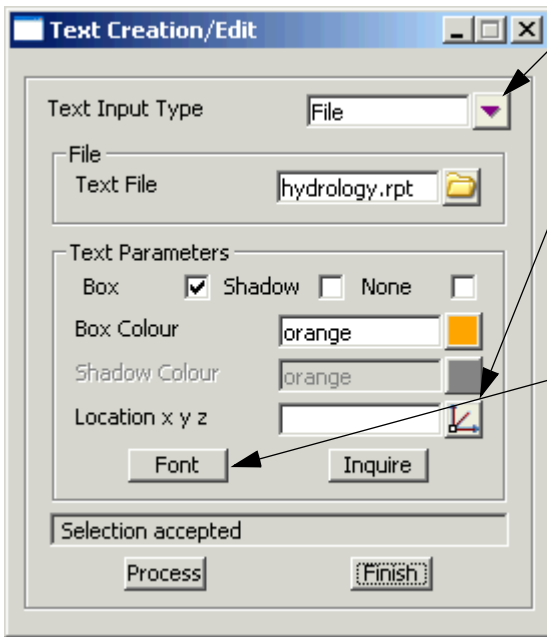 Text Creation/Edit
Text Input Type File
File
Text File hydrology.rpt
Text Parameters
Box Shadow None
Box Colour orange
Shadow Colour orange
Location x y z
Font Inquire
Selection accepted
Process Finish